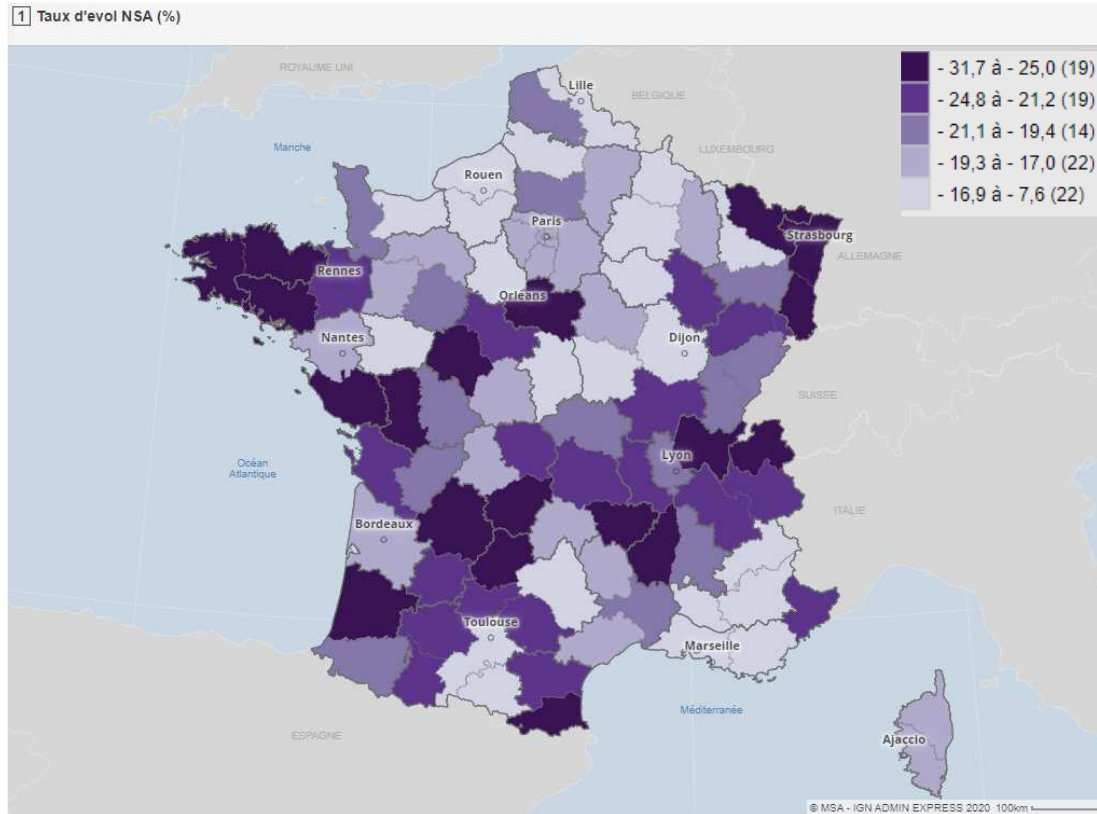 1 Taux d'evol NSA (%)
ROYAUME UNI
- 31,7 à - 25,0 (19)
- 24,8 à - 21,2 (19)
- 21,1 à - 19,4 (14)
- 19,3 à - 17,0 (22)
- 16,9 à - 7,6 (22)
Lille
BELGIQUE
Manche
LUXEMBOURG
Rouen
Paris
Strasbourg
ALLEMAGNE
Rennes
Orléans
Nantes
Dijon
SUISSE
Océan
Atlantique
Lyon
ITALIE
Bordeaux
Toulouse
Marseille
Méditerranée
ESPAGNE
Ajaccio
© MSA - IGN ADMIN EXPRESS 2020 100km